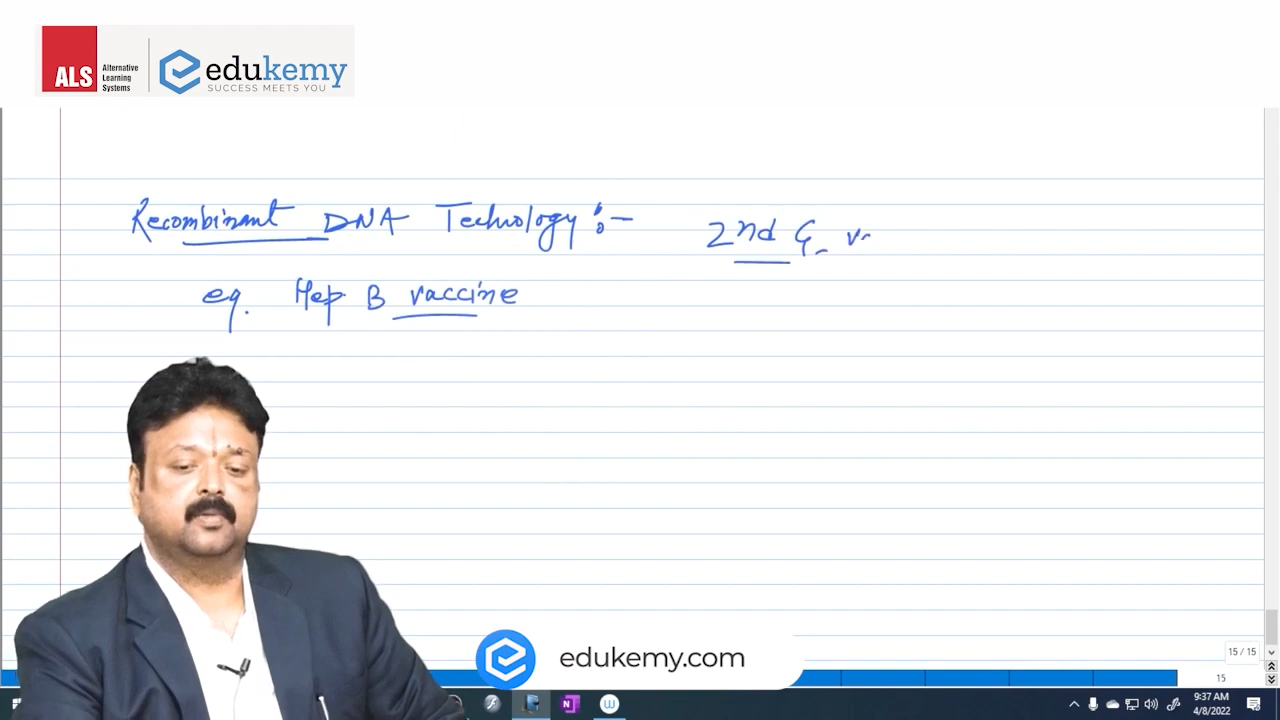 ALS
Alternative
Learning
Systems
edukemy
SUCCESS MEETS YOU
Recombinant DNA Technology :-
2nd G. v
eg. Hep B vaccine
edukemy.com
15 / 15
15
9:37 AM
4/8/2022